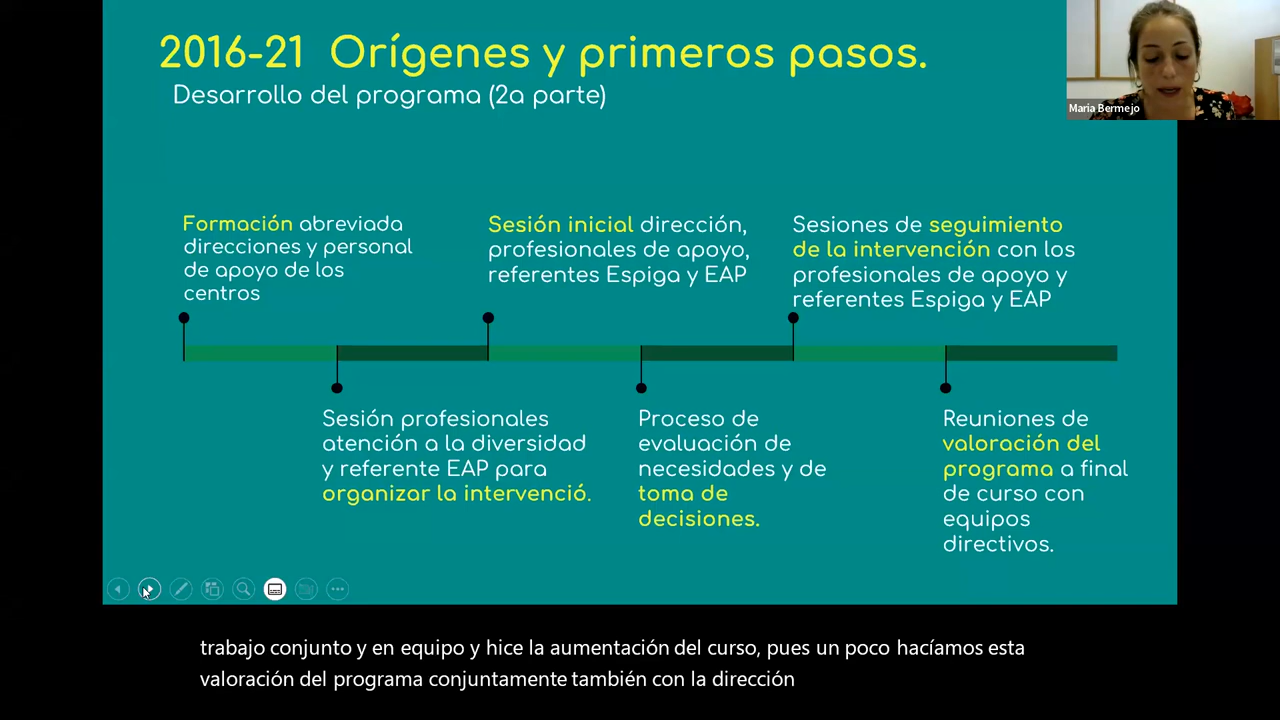 2016-21 Orígenes y primeros pasos.
Desarrollo del programa (2a parte)
Maria Bermejo
Formación abreviada
direcciones y personal
de apoyo de los
centros
Sesión inicial dirección,
profesionales de apoyo,
referentes Espiga y EAP
Sesiones de seguimiento
de la intervención con los
profesionales de apoyo y
referentes Espiga y EAP
Sesión profesionales
atención a la diversidad
y referente EAP para
organizar la intervenció.
Proceso de
evaluación de
necesidades y de
toma de
decisiones.
Reuniones de
valoración del
programa a final
de curso con
equipos
directivos.
trabajo conjunto y en equipo y hice la aumentación del curso, pues un poco hacíamos esta
valoración del programa conjuntamente también con la dirección